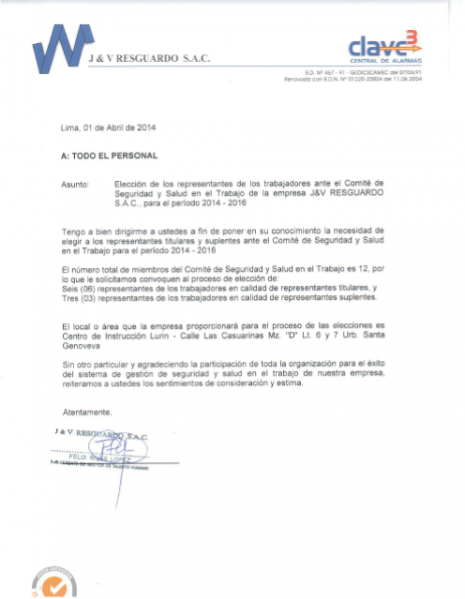 J & V RESGUARDO S.A.C.
clave3
CENTRAL DE ALARMAS
R.D. Nº 467 - 91 - del 87/06/91
Renovada con R.D.N. Nº 01220-2004 del 11.06.2004
Lima, 01 de Abril de 2014
A: TODO EL PERSONAL
Asunto: Elección de los representantes de los trabajadores ante el Comité de
Seguridad y Salud en el Trabajo de la empresa J&V RESGUARDO
S.A.C., para el período 2014 - 2016
Tengo a bien dirigirme a ustedes a fin de poner en su conocimiento la necesidad de
elegir a los representantes titulares y suplentes ante el Comité de Seguridad y Salud
en el Trabajo para el período 2014 - 2016
El número total de miembros del Comité de Seguridad y Salud en el Trabajo es 12, por
lo que le solicitamos convoquen al proceso de elección de:
Seis (06) representantes de los trabajadores en calidad de representantes titulares, y
Tres (03) representantes de los trabajadores en calidad de representantes suplentes.
El local o área que la empresa proporcionará para el proceso de las elecciones es
Centro de Instrucción Lurin - Calle Las Casuarinas Mz. "D" Lt. 6 y 7 Urb. Santa
Genoveva
Sin otro particular y agradeciendo la participación de toda la organización para el éxito
del sistema de gestión de seguridad y salud en el trabajo de nuestra empresa,
reiteramos a ustedes los sentimientos de consideración y estima.
Atentamente.
J & V RESGUARDO S.A.C.
FELIX